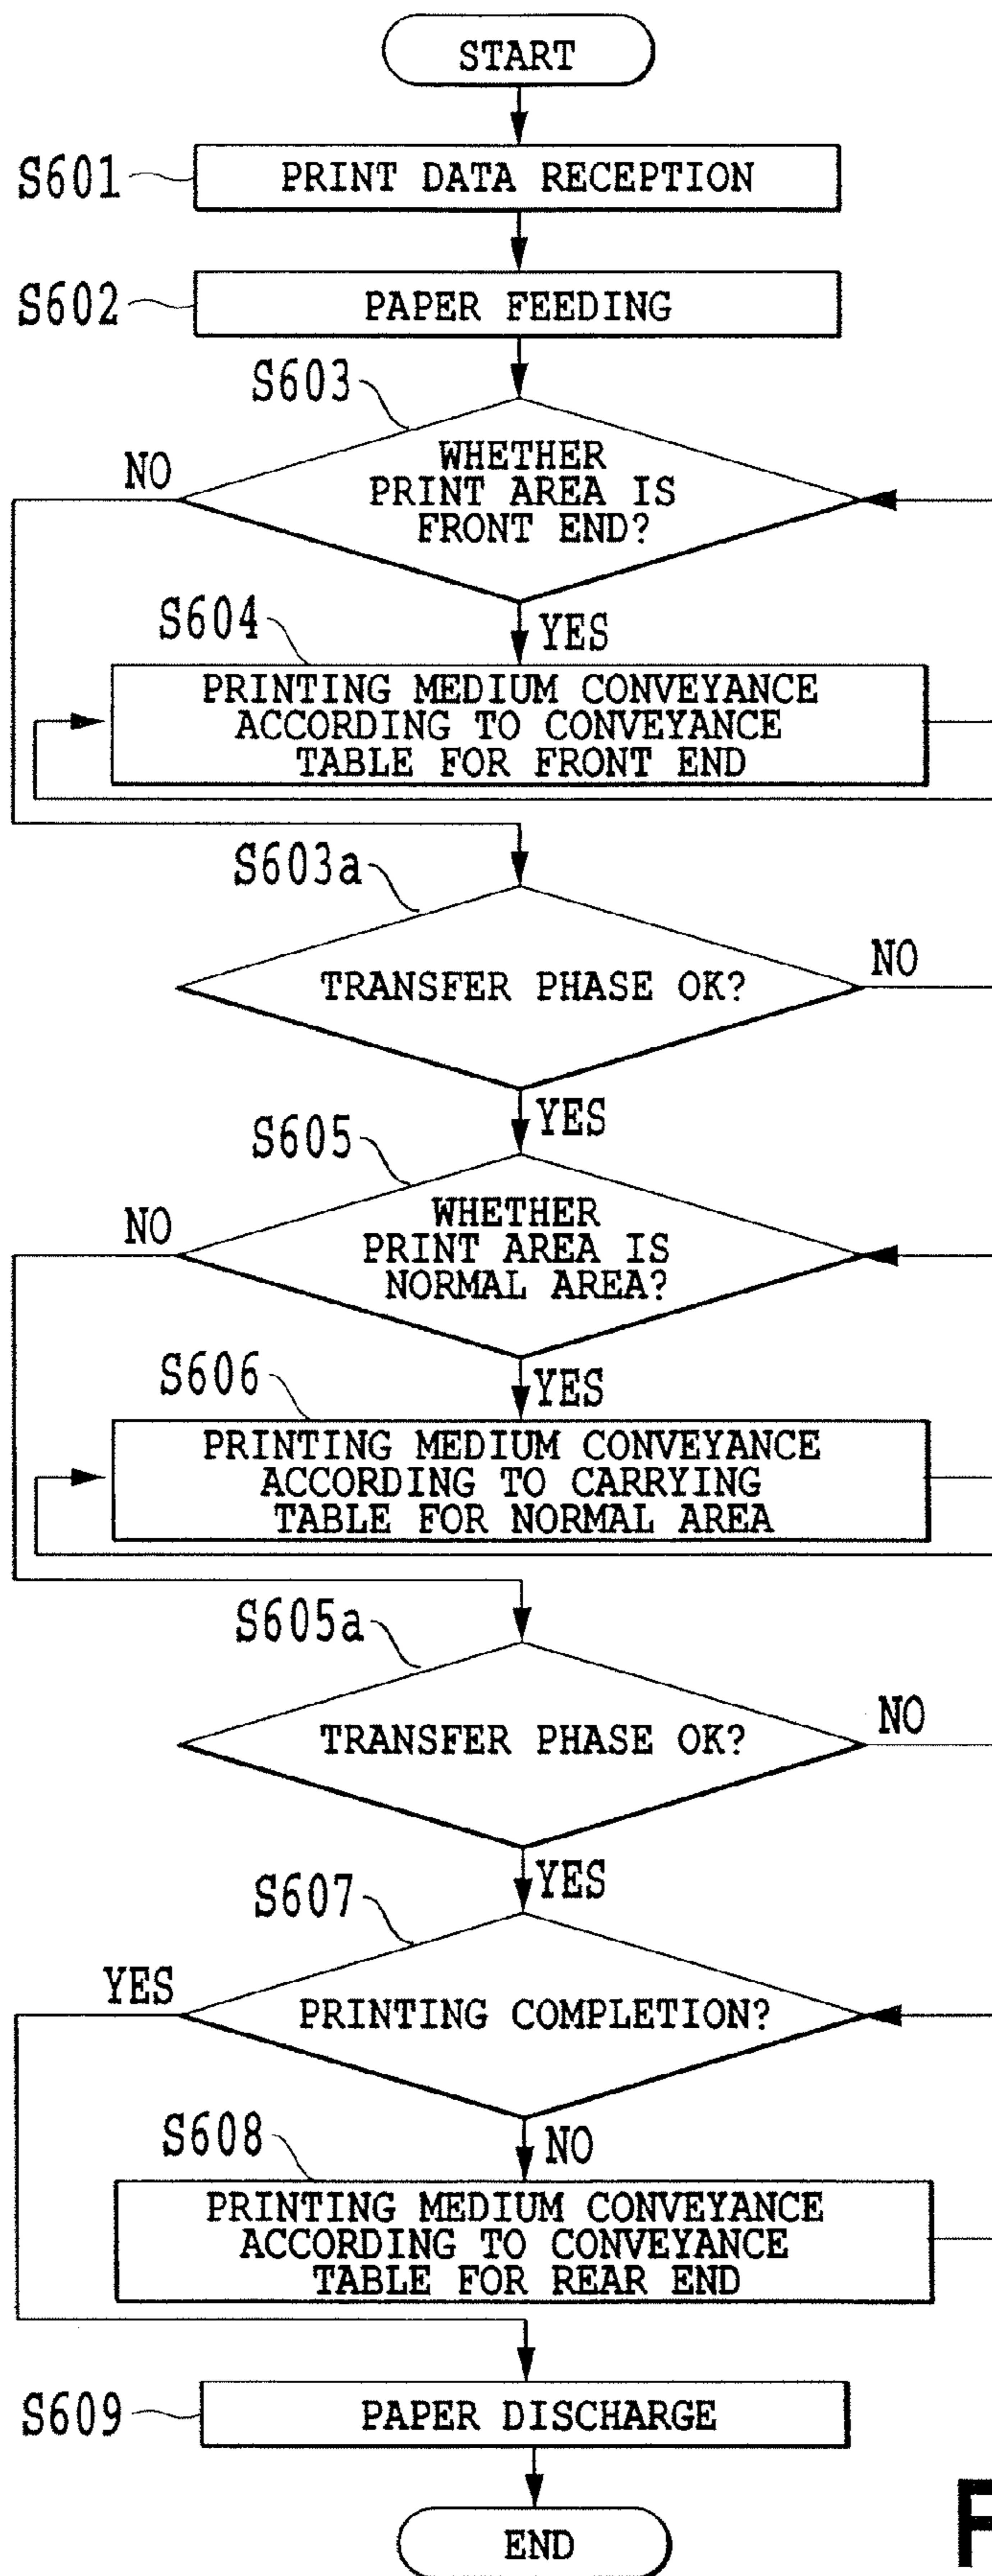 START
S601
PRINT DATA RECEPTION
S602
PAPER FEEDING
S603
WHETHER
PRINT AREA IS
FRONT END?
NO
YES
S604
PRINTING MEDIUM CONVEYANCE
ACCORDING TO CONVEYANCE
TABLE FOR FRONT END
S603a
TRANSFER PHASE OK?
NO
YES
S605
WHETHER
PRINT AREA IS
NORMAL AREA?
NO
YES
S606
PRINTING MEDIUM CONVEYANCE
ACCORDING TO CARRYING
TABLE FOR NORMAL AREA
S605a
TRANSFER PHASE OK?
NO
YES
S607
PRINTING COMPLETION?
YES
NO
S608
PRINTING MEDIUM CONVEYANCE
ACCORDING TO CONVEYANCE
TABLE FOR REAR END
S609
PAPER DISCHARGE
END
F